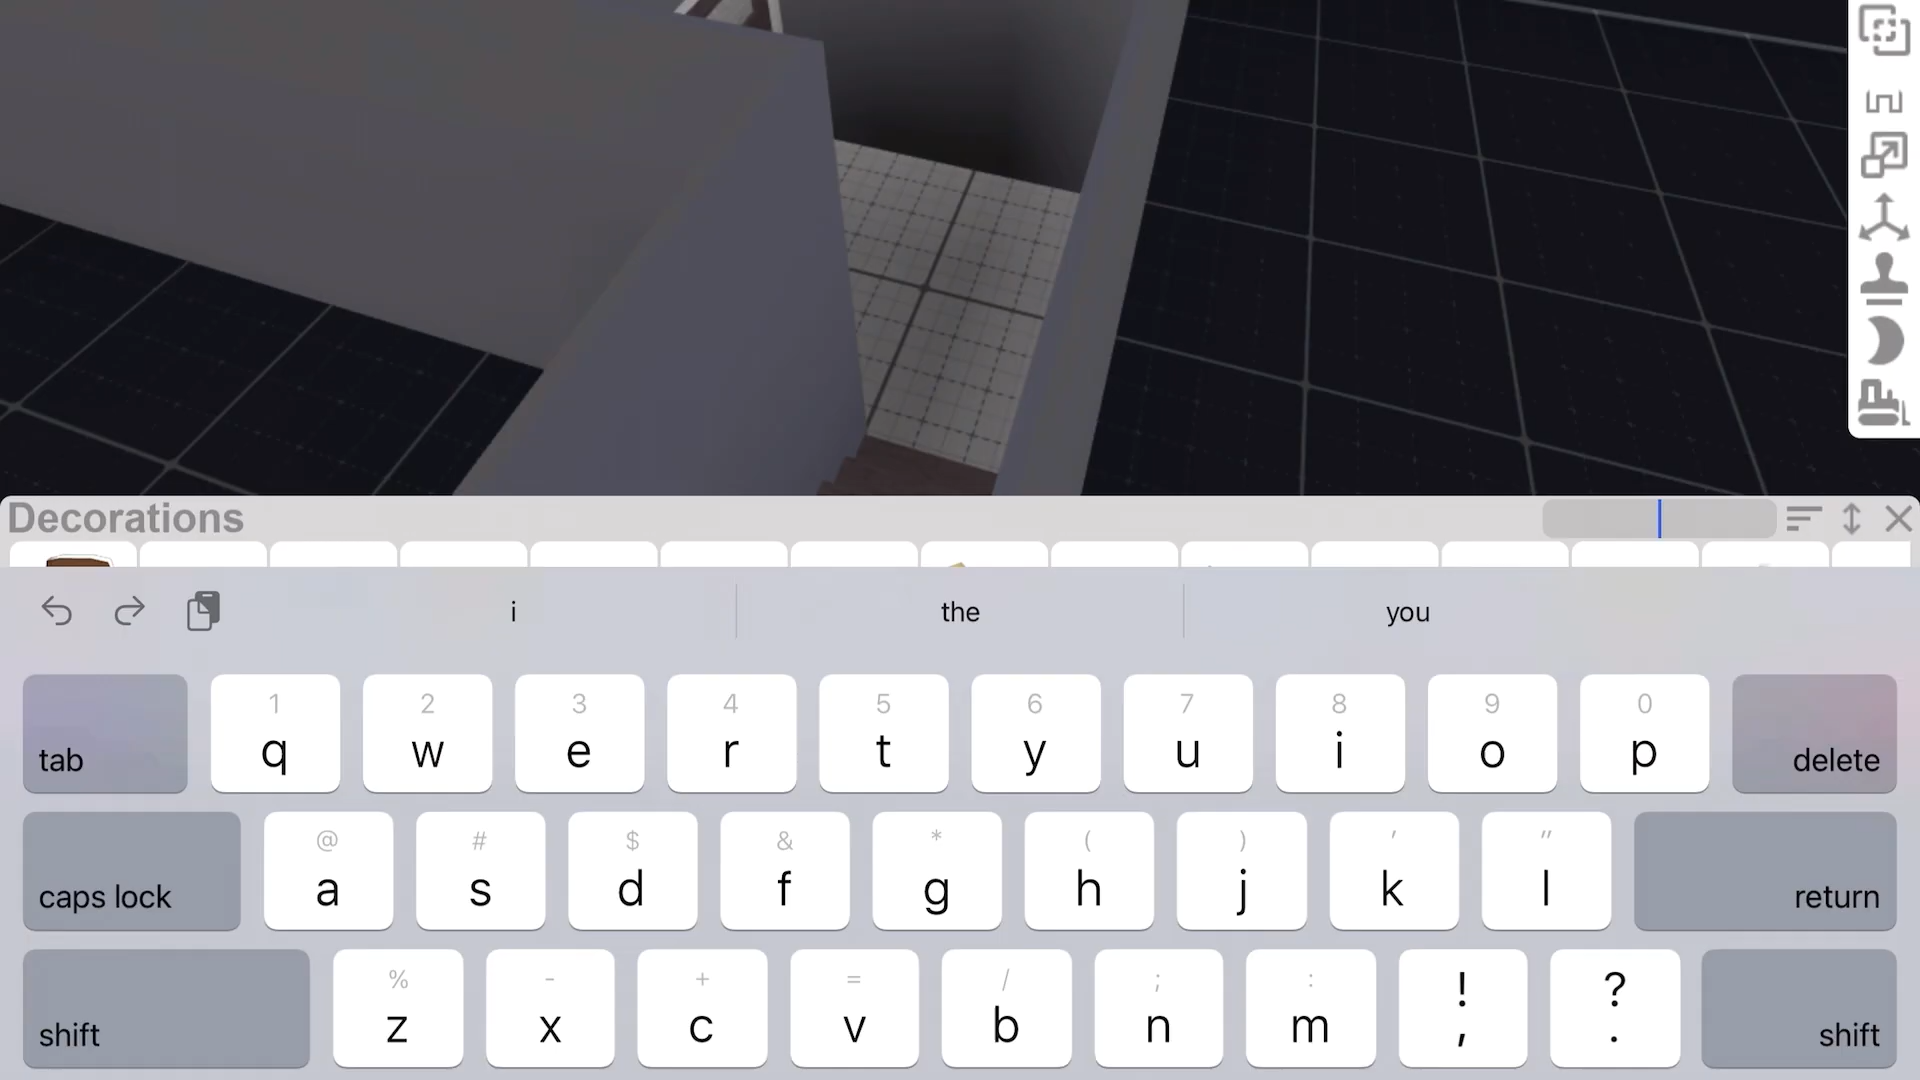 Decorations
i the you
1 2 3 4 5 6 7 8 9 0
tab q w e r t y u i o p delete
@ # $ & * ( ) ' "
caps lock a s d f g h j k l return
% - + = / ; : ! ?
shift z x c v b n m , . shift